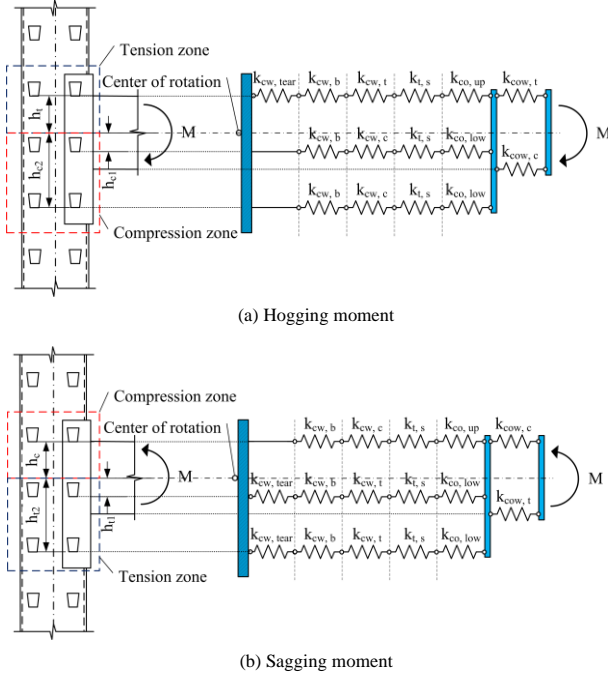 Tension zone
Center of rotation
h_t
h_c2
h_c1
M
Compression zone
k_cw, tear k_cw, b k_cw, t k_t, s k_co, up k_cow, t
k_cw, b k_cw, t k_t, s k_co, low k_cow, c
k_cw, b k_cw, c k_t, s k_co, low
M
(a) Hogging moment
Compression zone
Center of rotation
h_c
h_t2
h_t1
M
Tension zone
k_cw, b k_cw, c k_t, s k_co, up k_cow, c
k_cw, tear k_cw, b k_cw, t k_t, s k_co, low k_cow, t
k_cw, tear k_cw, b k_cw, t k_t, s k_co, low
M
(b) Sagging moment